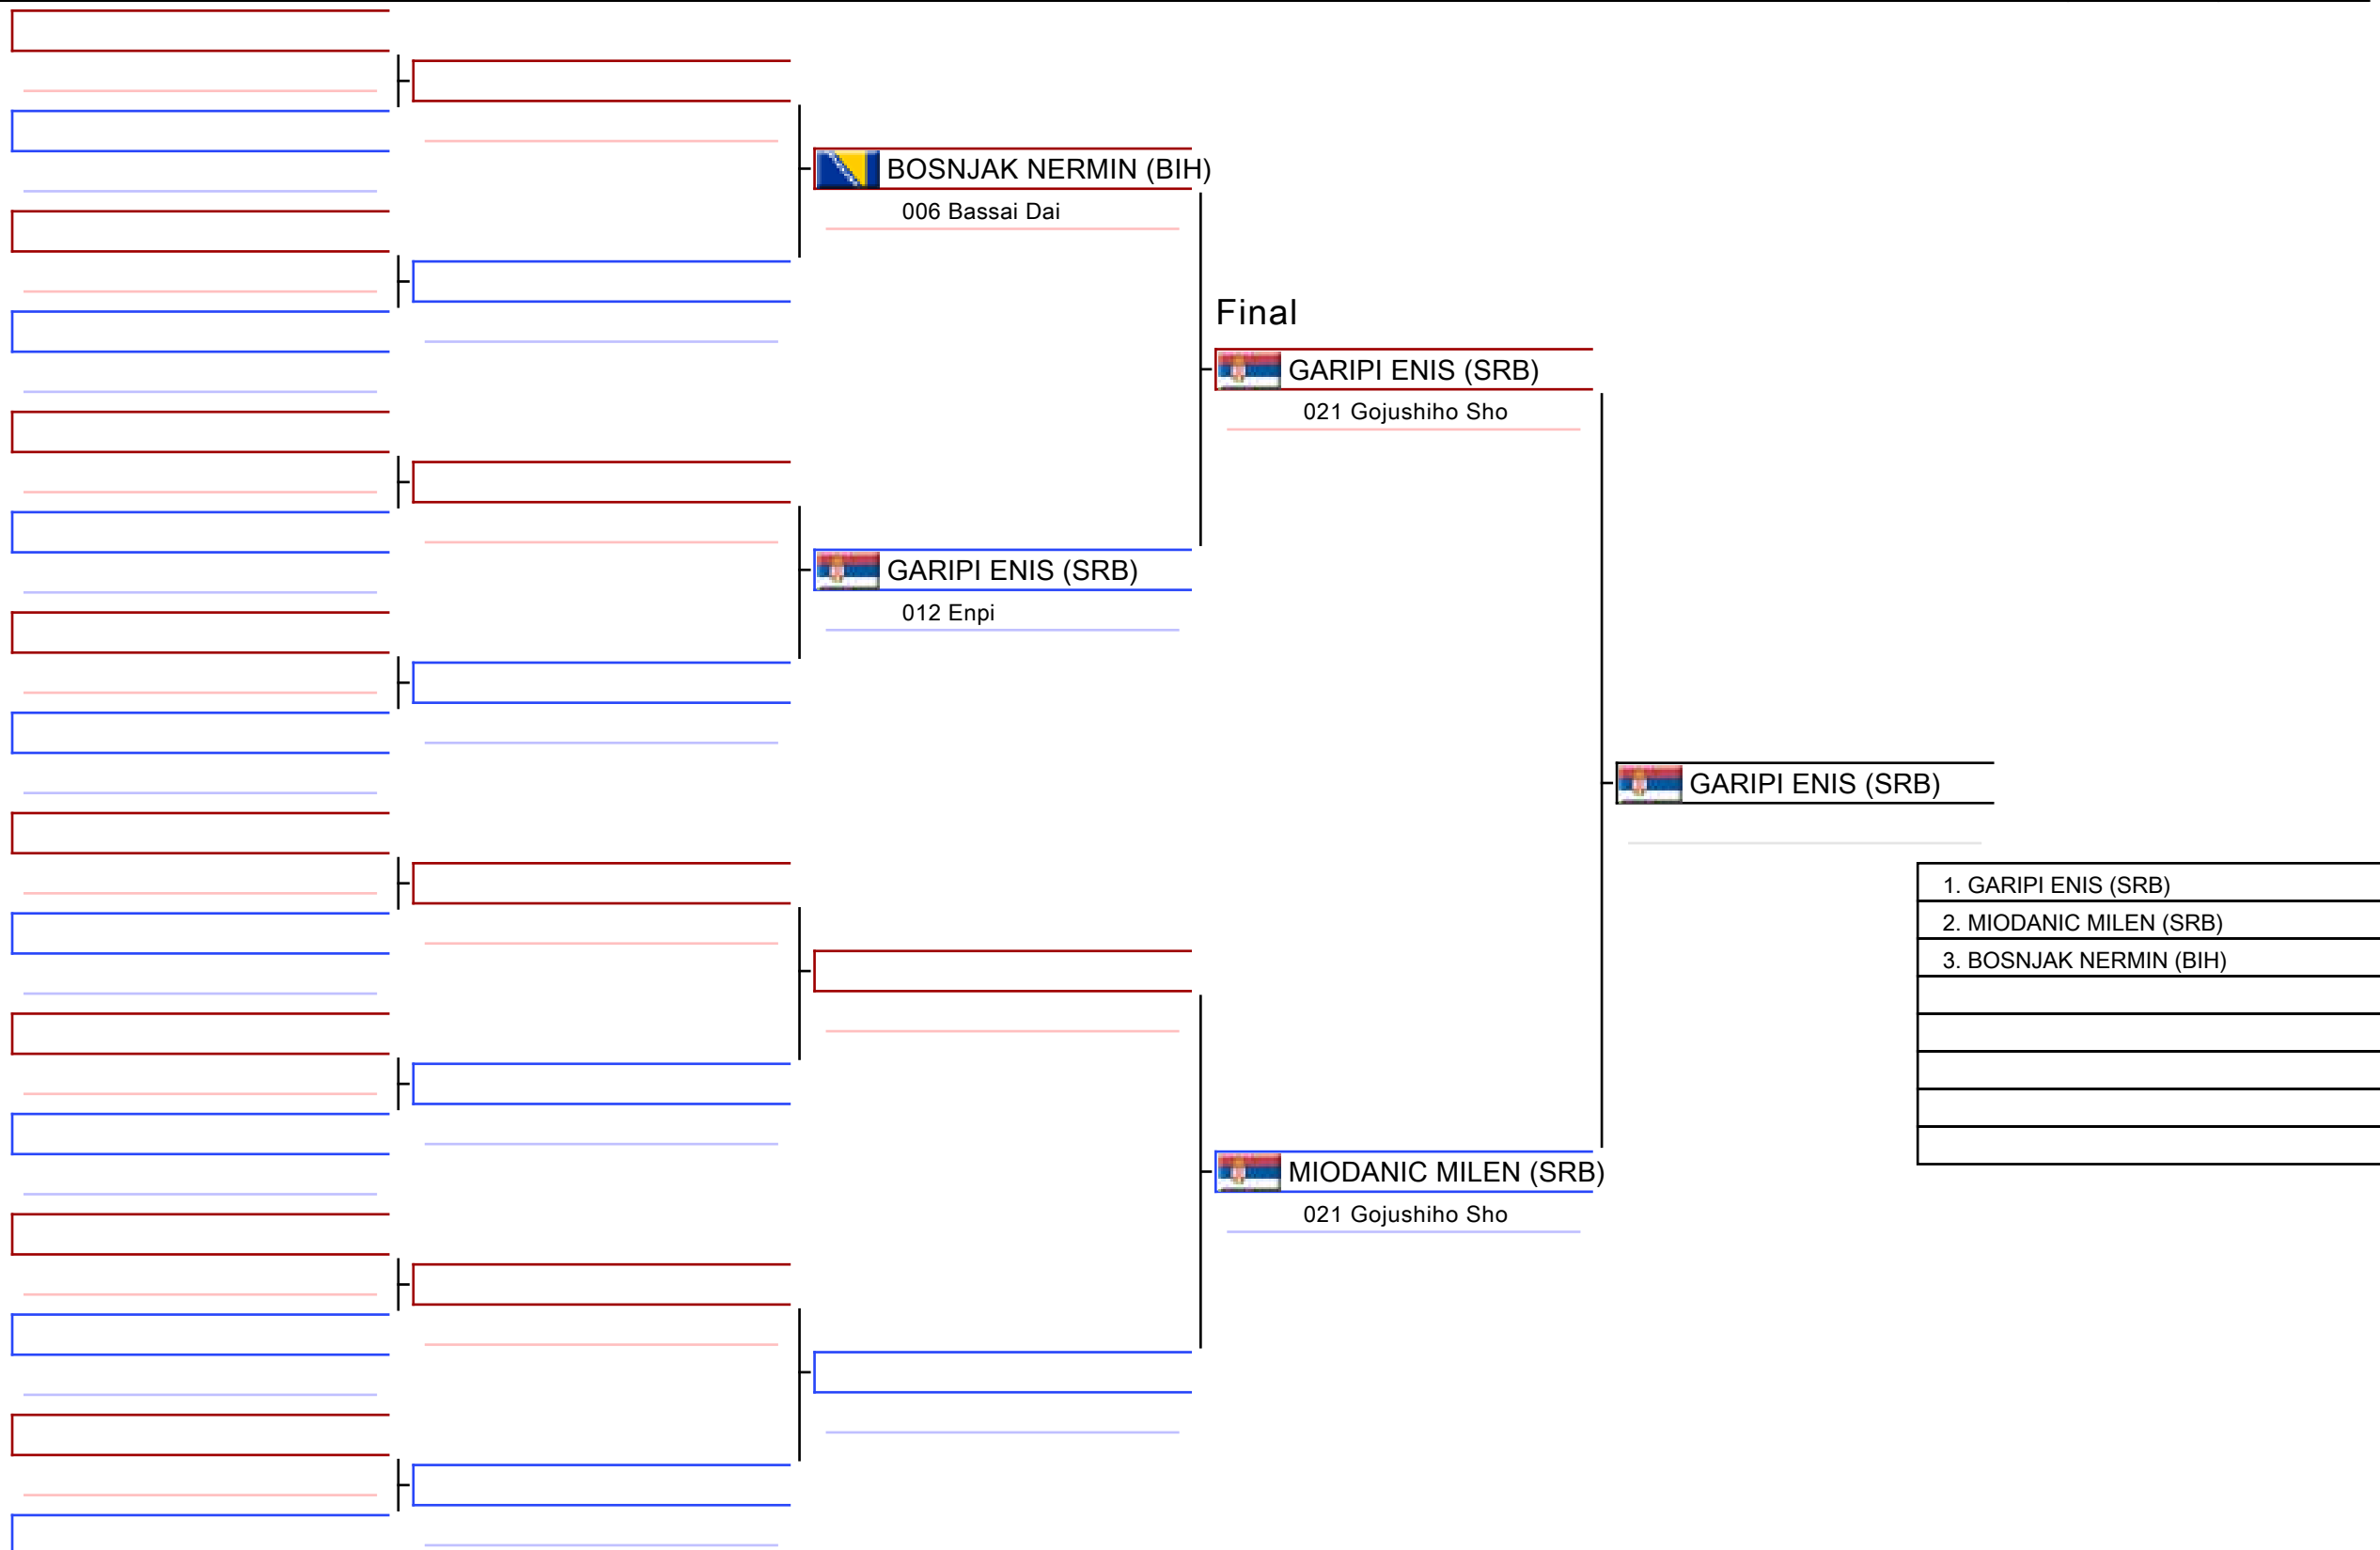 BOSNJAK NERMIN (BIH)
006 Bassai Dai
Final
GARIPI ENIS (SRB)
021 Gojushiho Sho
GARIPI ENIS (SRB)
012 Enpi
GARIPI ENIS (SRB)
1. GARIPI ENIS (SRB)
2. MIODANIC MILEN (SRB)
3. BOSNJAK NERMIN (BIH)
MIODANIC MILEN (SRB)
021 Gojushiho Sho